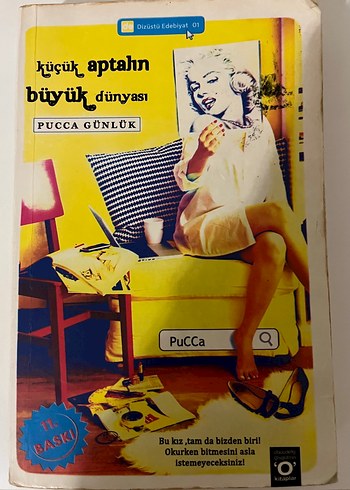 Dizüstü Edebiyat 01
küçük aptalın
büyük dünyası
PUCCA GÜNLÜK
PuCCa
11.
BASKI
Bu kız ,tam da bizden biri!
Okurken bitmesini asla
istemeyeceksiniz!
kitaplar